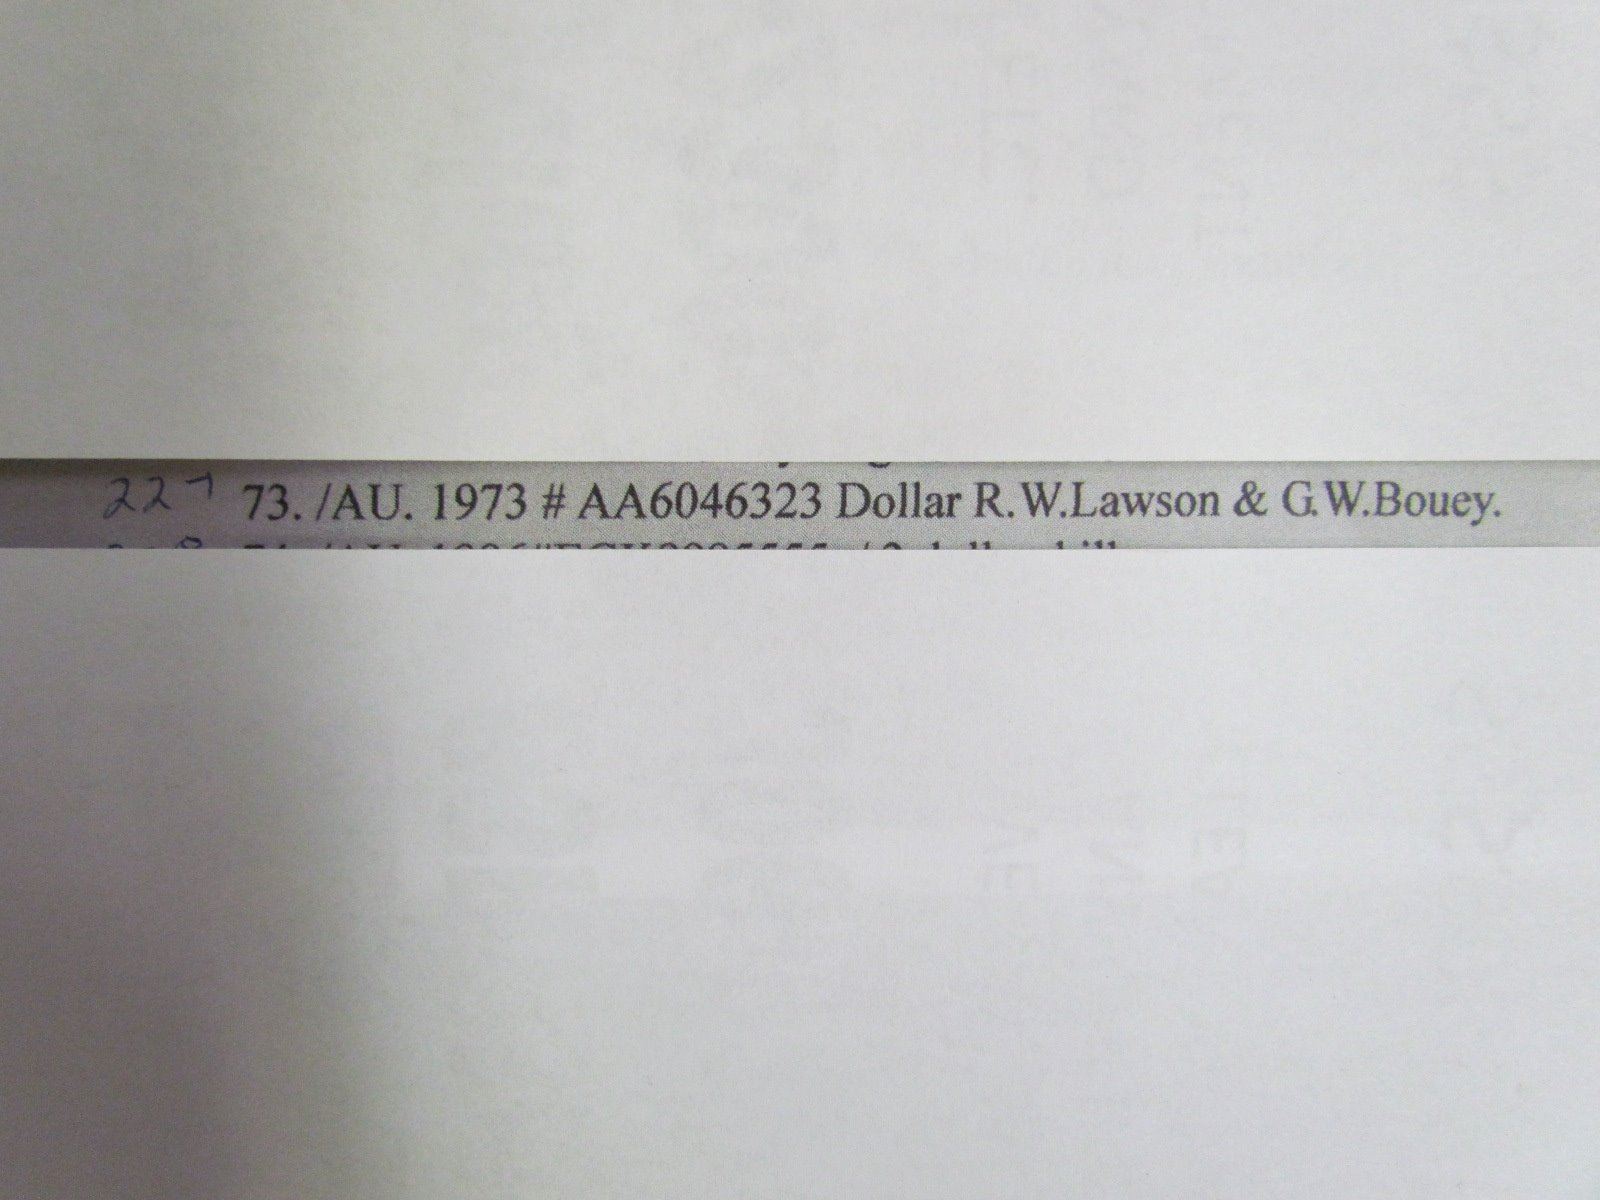 227 73. /AU. 1973 # AA6046323 Dollar R.W.Lawson & G.W.Bouey.